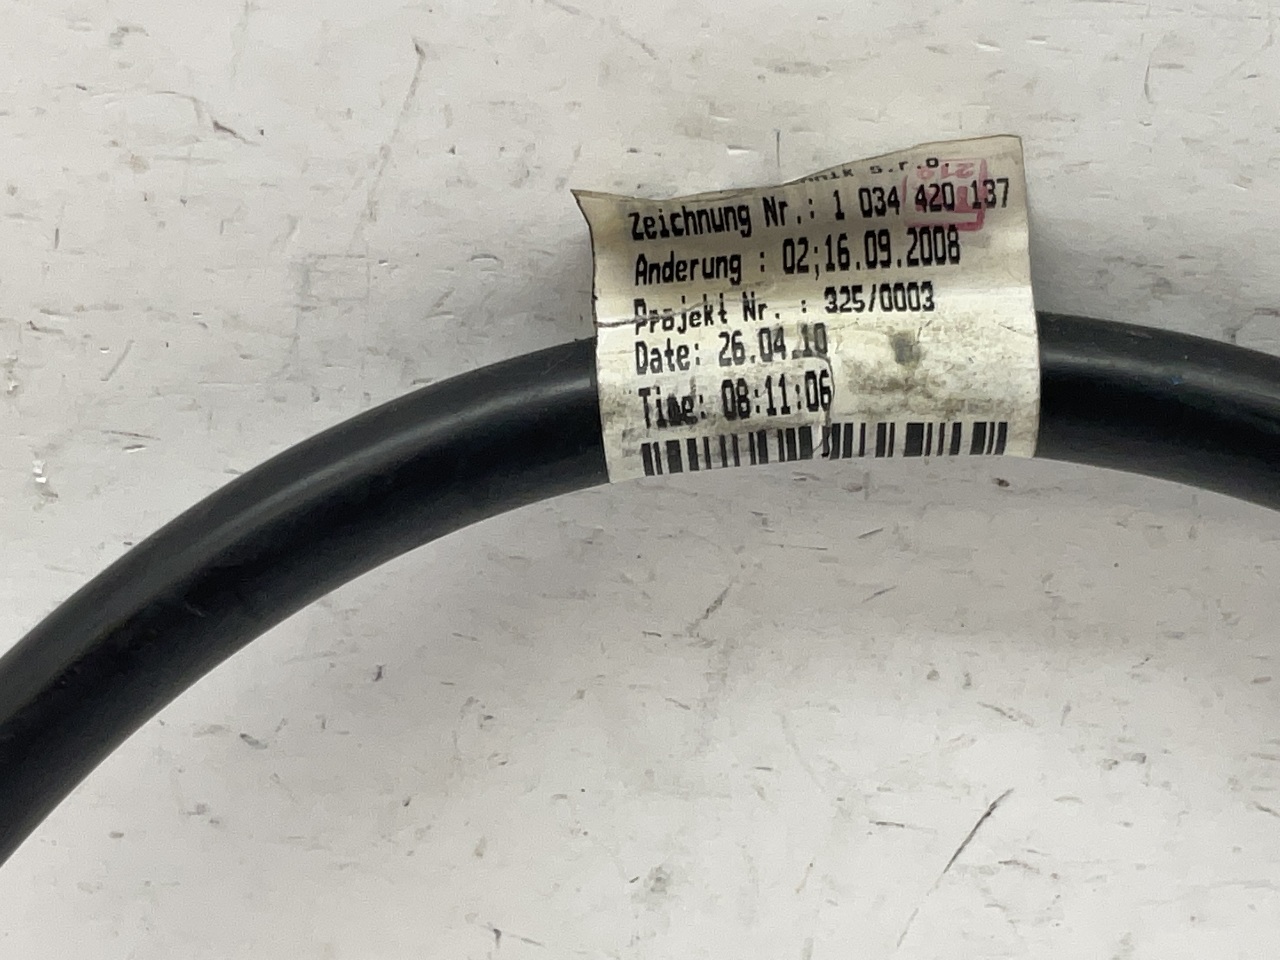 s.r.o.
Zeichnung Nr.: 1 034 420 137
Anderung : 02;16.09.2008
Projekt Nr. : 325/0003
Date: 26.04.10
Time: 08:11:06